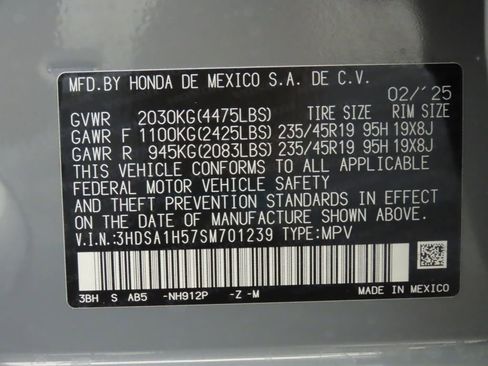 MFD.BY HONDA DE MEXICO S.A. DE C.V.
02/'25
GVWR 2030KG(4475LBS) TIRE SIZE RIM SIZE
GAWR F 1100KG(2425LBS) 235/45R19 95H 19X8J
GAWR R 945KG(2083LBS) 235/45R19 95H 19X8J
THIS VEHICLE CONFORMS TO ALL APPLICABLE
FEDERAL MOTOR VEHICLE SAFETY
AND THEFT PREVENTION STANDARDS IN EFFECT
ON THE DATE OF MANUFACTURE SHOWN ABOVE.
V.I.N.:3HDSA1H57SM701239 TYPE:MPV
3BH S AB5 -NH912P -Z -M MADE IN MEXICO